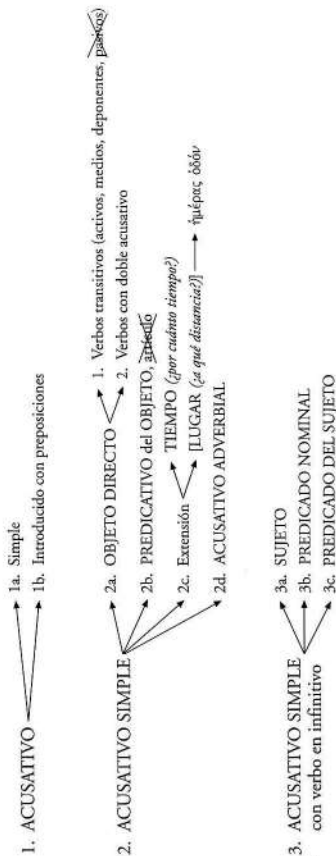 1. ACUSATIVO
1a. Simple
1b. Introducido con preposiciones
2. ACUSATIVO SIMPLE
2a. OBJETO DIRECTO
1. Verbos transitivos (activos, medios, deponentes, pasivos)
2. Verbos con doble acusativo
2b. PREDICATIVO del OBJETO, artículo
2c. Extensión
TIEMPO (¿por cuánto tiempo?)
[LUGAR (¿a qué distancia?)]
ἡμέρας ὁδόν
2d. ACUSATIVO ADVERBIAL
3. ACUSATIVO SIMPLE
con verbo en infinitivo
3a. SUJETO
3b. PREDICADO NOMINAL
3c. PREDICADO DEL SUJETO